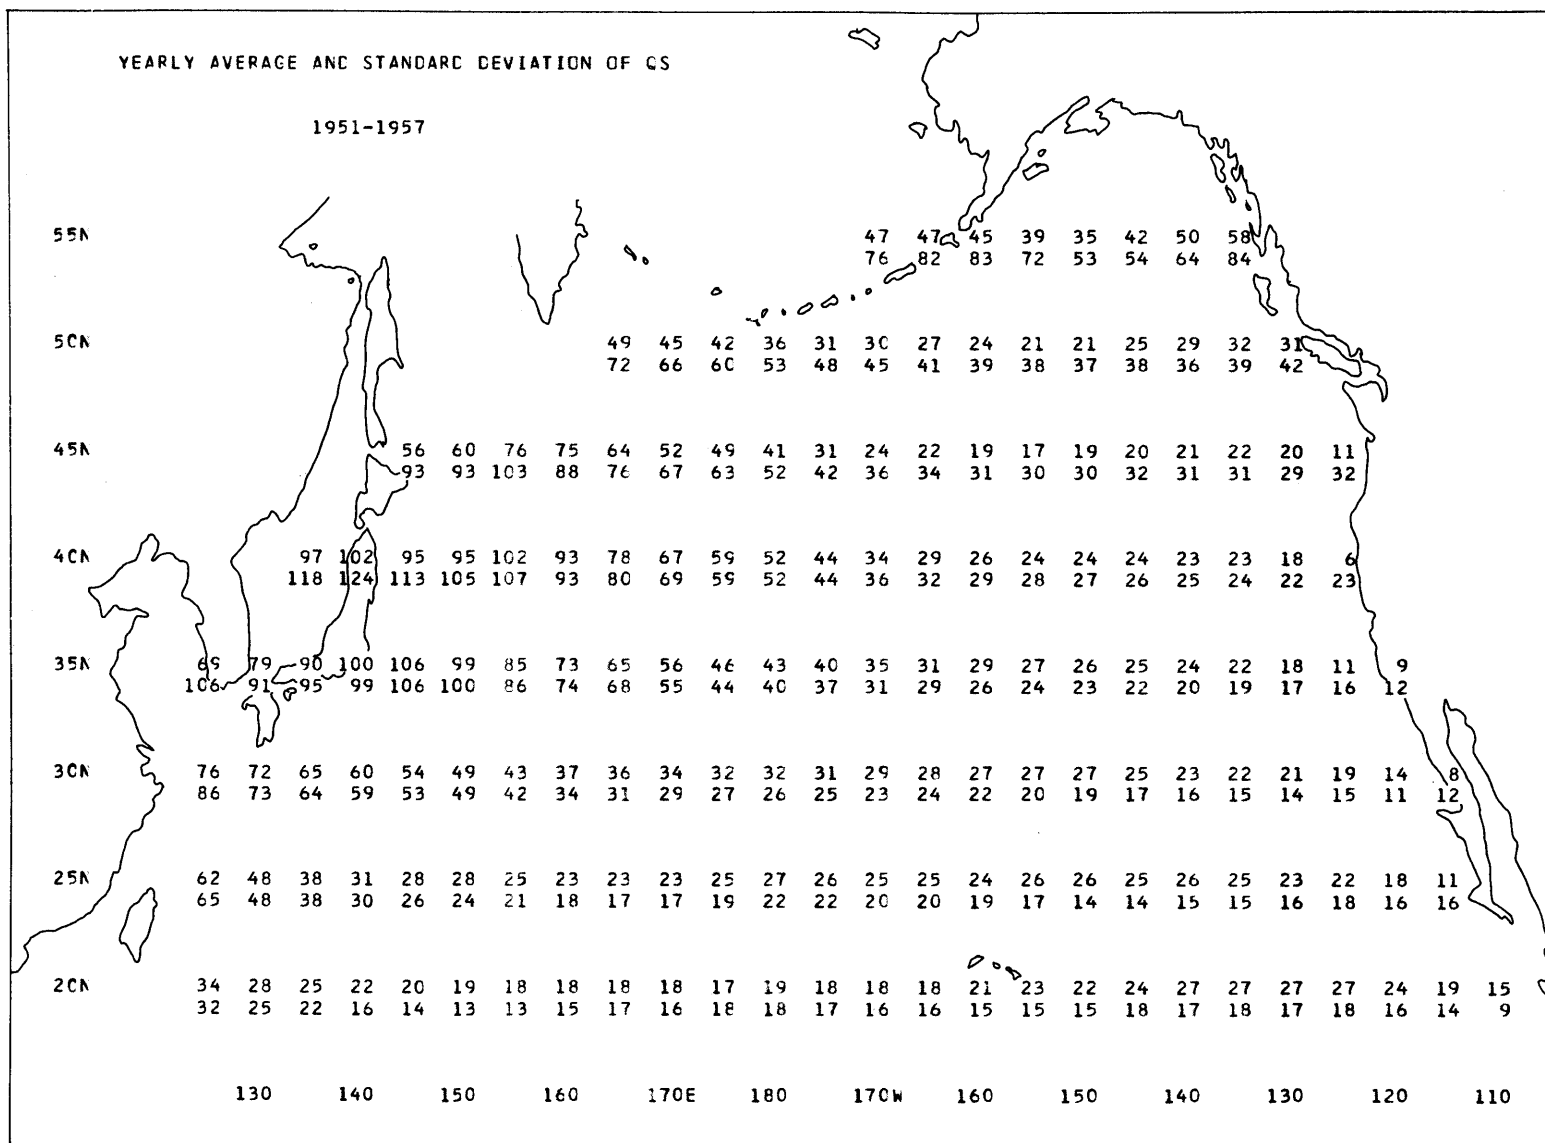 YEARLY AVERAGE AND STANDARD DEVIATION OF QS
1951-1957
55N 47 47 45 39 35 42 50 58
76 82 83 72 53 54 64 84
50N 49 45 42 36 31 30 27 24 21 21 25 29 32 31
72 66 60 53 48 45 41 39 38 37 38 36 39 42
45N 56 60 76 75 64 52 49 41 31 24 22 19 17 19 20 21 22 20 11
93 93 103 88 76 67 63 52 42 36 34 31 30 30 32 31 31 29 32
40N 97 102 95 95 102 93 78 67 59 52 44 34 29 26 24 24 24 23 23 18 6
118 124 113 105 107 93 80 69 59 52 44 36 32 29 28 27 26 25 24 22 23
35N 69 79 90 100 106 99 85 73 65 56 46 43 40 35 31 29 27 26 25 24 22 18 11 9
106 91 95 99 106 100 86 74 68 55 44 40 37 31 29 26 24 23 22 20 19 17 16 12
30N 76 72 65 60 54 49 43 37 36 34 32 32 31 29 28 27 27 27 25 23 22 21 19 14 8
86 73 64 59 53 49 42 34 31 29 27 26 25 23 24 22 20 19 17 16 15 14 15 11 12
25N 62 48 38 31 28 28 25 23 23 23 25 27 26 25 25 24 26 26 25 26 25 23 22 18 11
65 48 38 30 26 24 21 18 17 17 19 22 22 20 20 19 17 14 14 15 15 16 18 16 16
20N 34 28 25 22 20 19 18 18 18 18 17 19 18 18 18 21 23 22 24 27 27 27 27 24 19 15
32 25 22 16 14 13 13 15 17 16 18 18 17 16 16 15 15 15 18 17 18 17 18 16 14 9
130 140 150 160 170E 180 170W 160 150 140 130 120 110